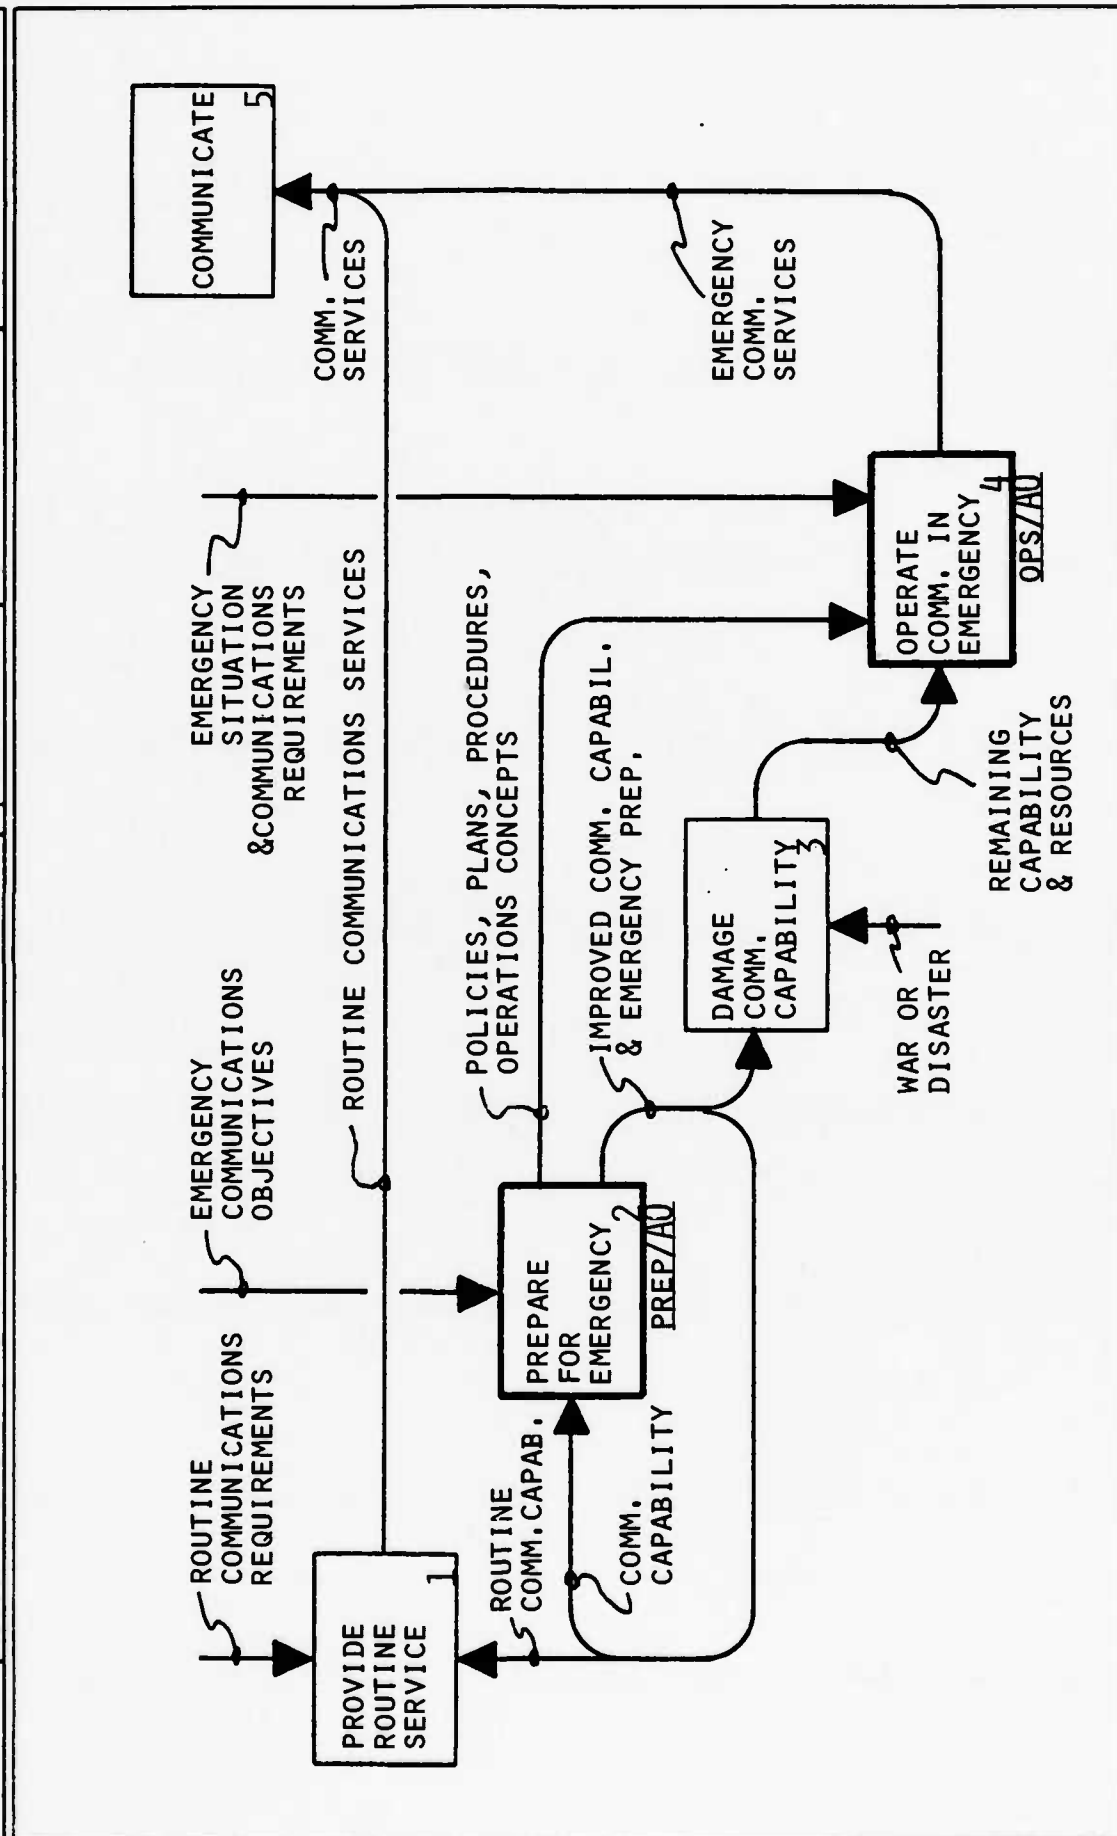 ROUTINE
COMMUNICATIONS
REQUIREMENTS
EMERGENCY
COMMUNICATIONS
OBJECTIVES
EMERGENCY
SITUATION
&COMMUNICATIONS
REQUIREMENTS
PROVIDE
ROUTINE
SERVICE
1
ROUTINE COMMUNICATIONS SERVICES
COMM.
SERVICES
COMMUNICATE
5
ROUTINE
COMM.CAPAB.
COMM.
CAPABILITY
PREPARE
FOR
EMERGENCY
2
PREP/AO
POLICIES, PLANS, PROCEDURES,
OPERATIONS CONCEPTS
IMPROVED COMM. CAPABIL.
& EMERGENCY PREP.
DAMAGE
COMM.
CAPABILITY
3
WAR OR
DISASTER
REMAINING
CAPABILITY
& RESOURCES
OPERATE
COMM. IN
EMERGENCY
4
OPS/AO
EMERGENCY
COMM.
SERVICES